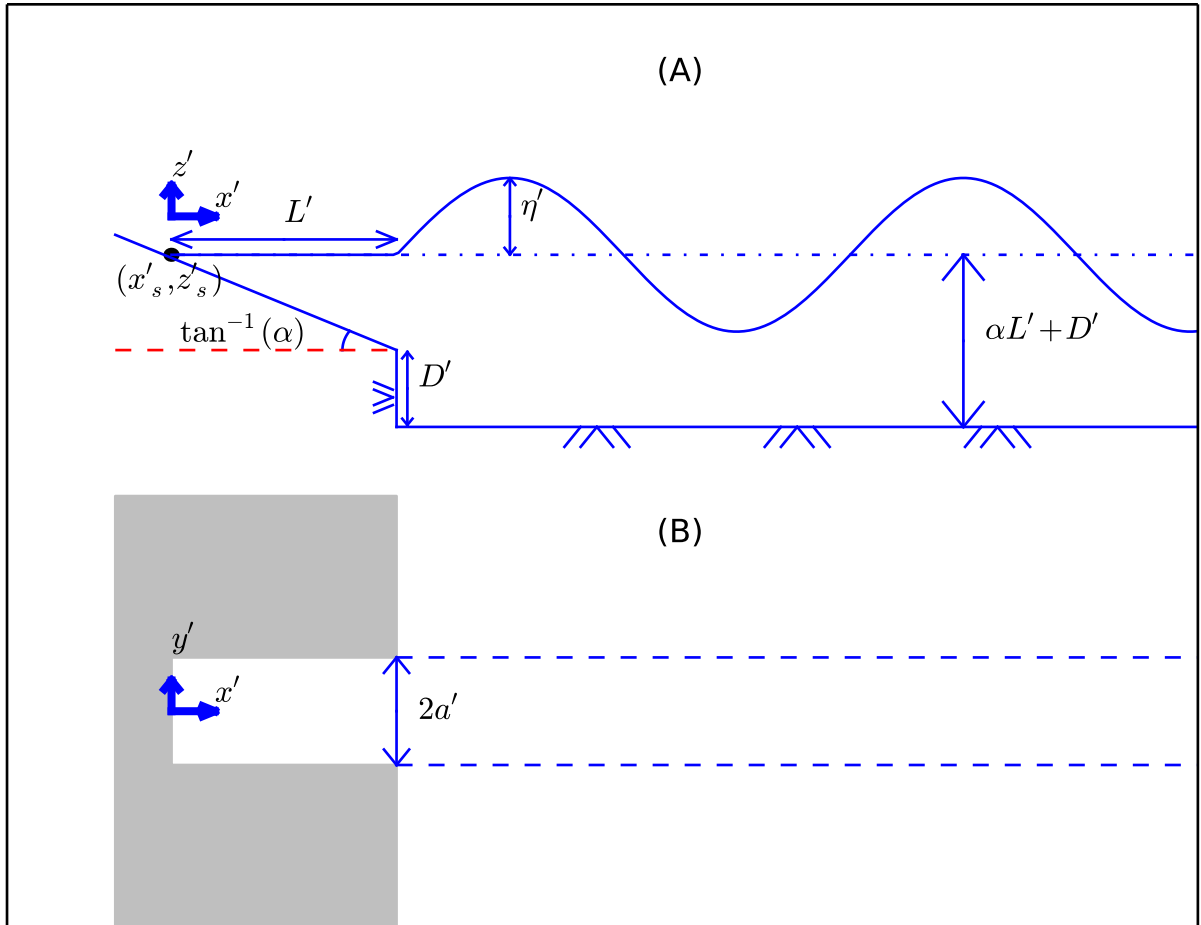 (A)
z′
x′
L′
η′
(x′ₛ,z′ₛ)
tan⁻¹(α)
αL′+D′
D′
(B)
y′
x′
2a′